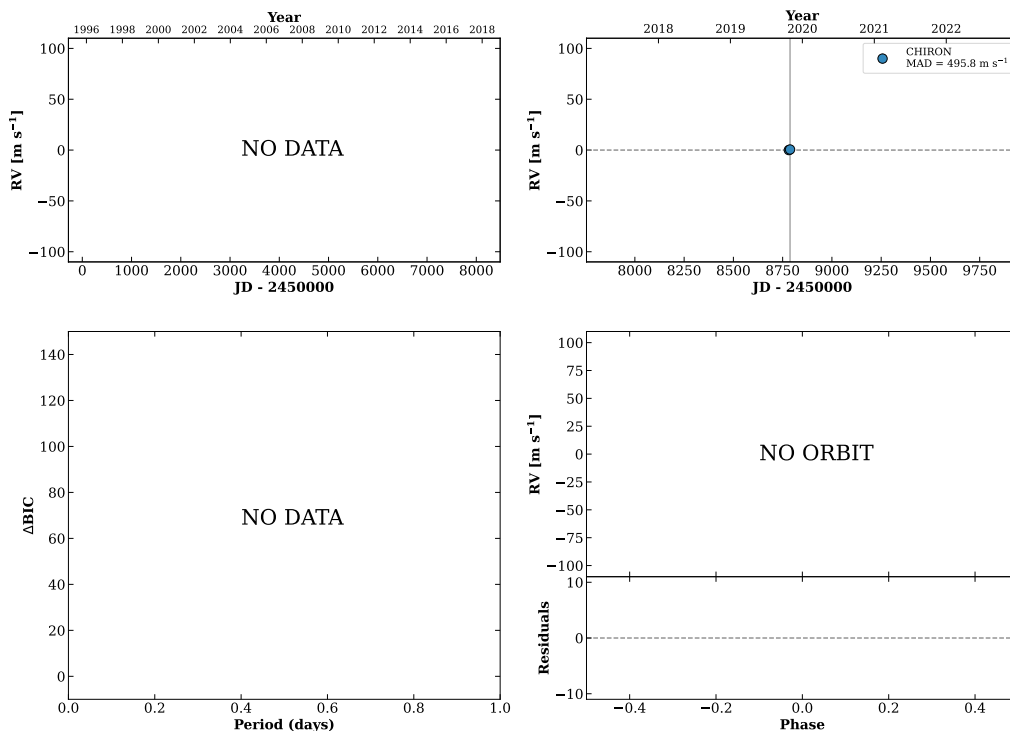 Year
1996 1998 2000 2002 2004 2006 2008 2010 2012 2014 2016 2018
100
50
0
−50
−100
RV [m s−1]
NO DATA
0 1000 2000 3000 4000 5000 6000 7000 8000
JD - 2450000
Year
2018 2019 2020 2021 2022
100
50
0
−50
−100
RV [m s−1]
CHIRON
MAD = 495.8 m s−1
8000 8250 8500 8750 9000 9250 9500 9750
JD - 2450000
140
120
100
80
60
40
20
0
ΔBIC
NO DATA
0.0 0.2 0.4 0.6 0.8 1.0
Period (days)
100
75
50
25
0
−25
−50
−75
−100
RV [m s−1]
NO ORBIT
10
0
−10
Residuals
−0.4 −0.2 0.0 0.2 0.4
Phase